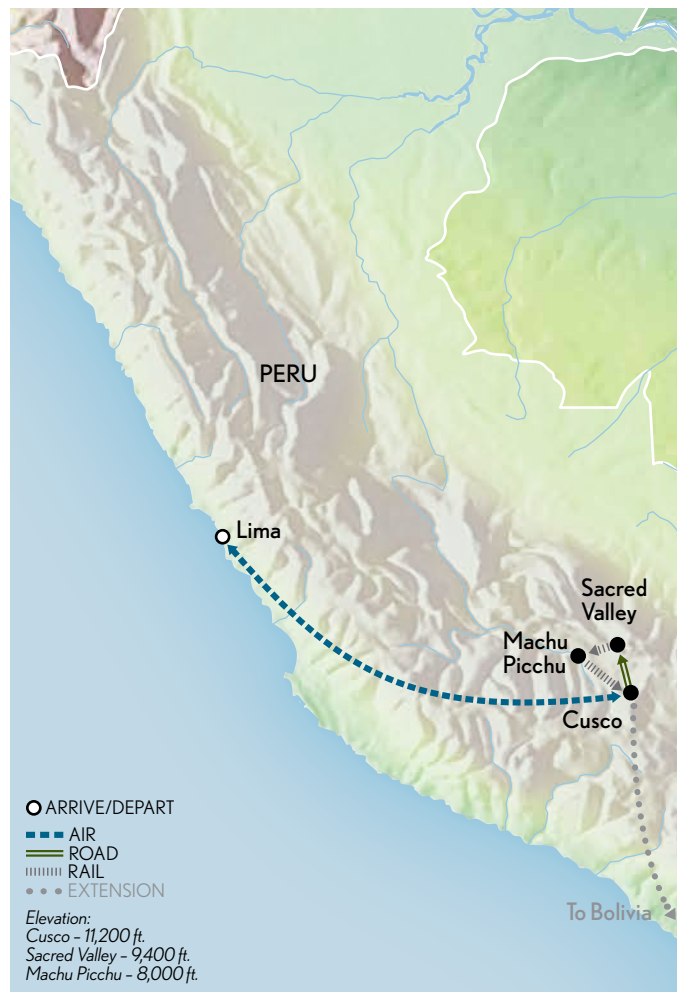 PERU
Lima
Sacred
Valley
Machu
Picchu
Cusco
ARRIVE/DEPART
AIR
ROAD
RAIL
EXTENSION
To Bolivia
Elevation:
Cusco – 11,200 ft.
Sacred Valley – 9,400 ft.
Machu Picchu – 8,000 ft.